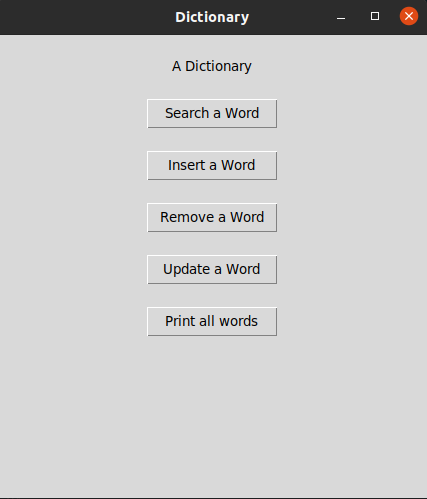 Dictionary
A Dictionary
Search a Word
Insert a Word
Remove a Word
Update a Word
Print all words